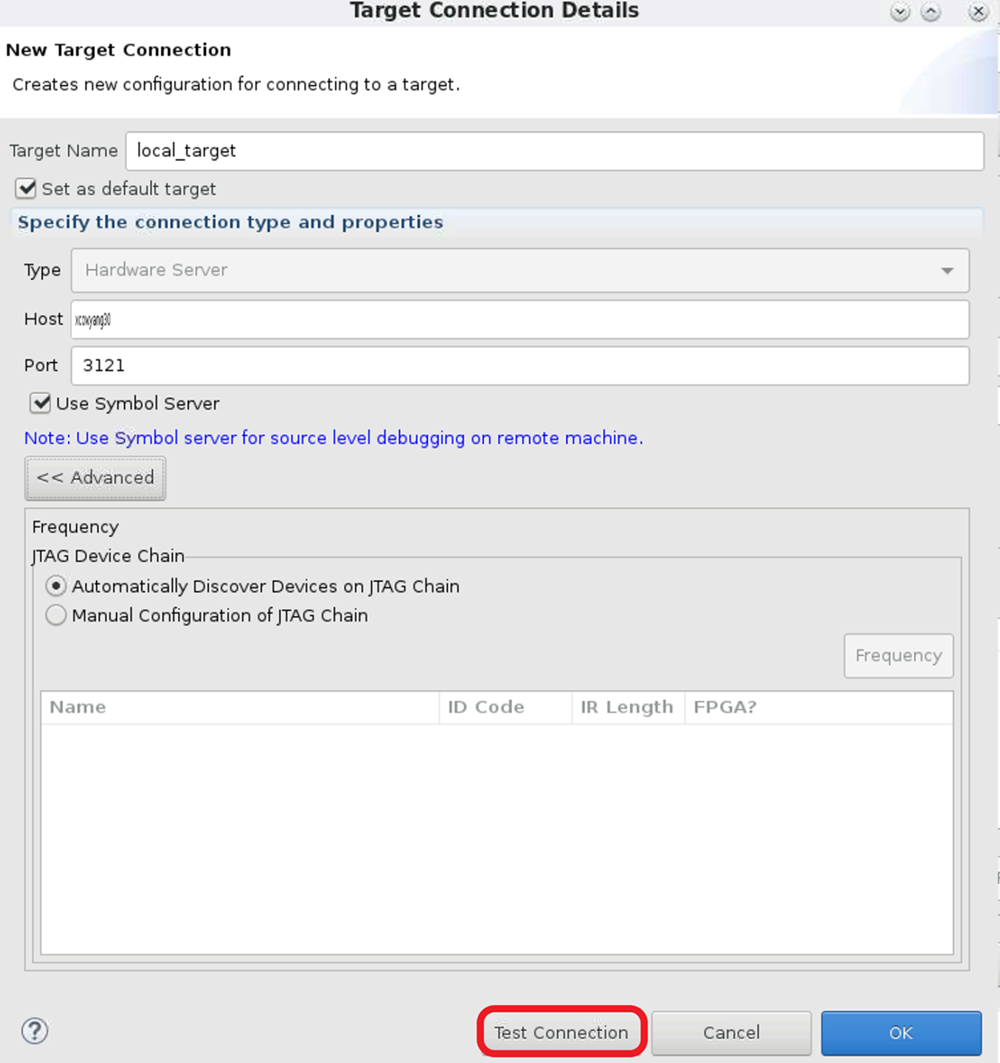 Target Connection Details
New Target Connection
Creates new configuration for connecting to a target.
Target Name local_target
Set as default target
Specify the connection type and properties
Type Hardware Server
Host xcoxyang30
Port 3121
Use Symbol Server
Note: Use Symbol server for source level debugging on remote machine.
<< Advanced
Frequency
JTAG Device Chain
Automatically Discover Devices on JTAG Chain
Manual Configuration of JTAG Chain
Frequency
Name ID Code IR Length FPGA?
? Test Connection Cancel OK